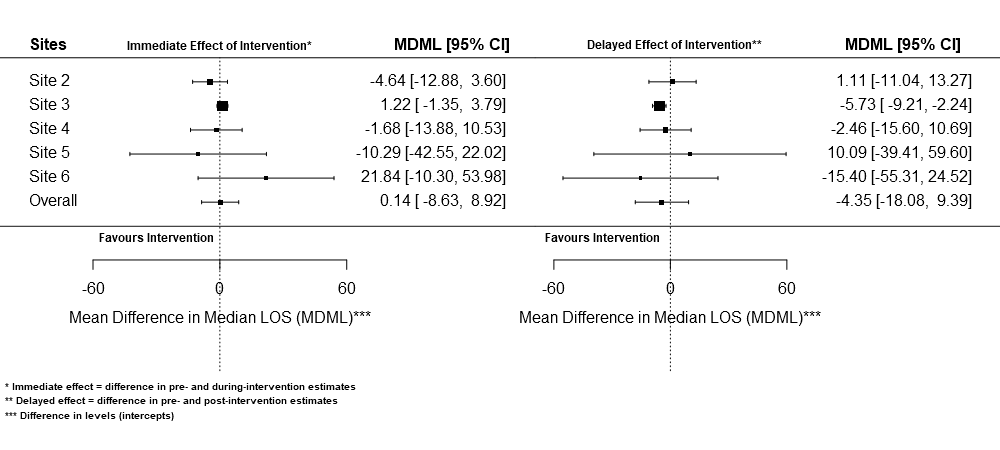 Sites Immediate Effect of Intervention* MDML [95% CI] Delayed Effect of Intervention** MDML [95% CI]
Site 2 -4.64 [-12.88, 3.60] 1.11 [-11.04, 13.27]
Site 3 1.22 [ -1.35, 3.79] -5.73 [ -9.21, -2.24]
Site 4 -1.68 [-13.88, 10.53] -2.46 [-15.60, 10.69]
Site 5 -10.29 [-42.55, 22.02] 10.09 [-39.41, 59.60]
Site 6 21.84 [-10.30, 53.98] -15.40 [-55.31, 24.52]
Overall 0.14 [ -8.63, 8.92] -4.35 [-18.08, 9.39]
Favours Intervention Favours Intervention
-60 0 60 -60 0 60
Mean Difference in Median LOS (MDML)*** Mean Difference in Median LOS (MDML)***
* Immediate effect = difference in pre- and during-intervention estimates
** Delayed effect = difference in pre- and post-intervention estimates
*** Difference in levels (intercepts)